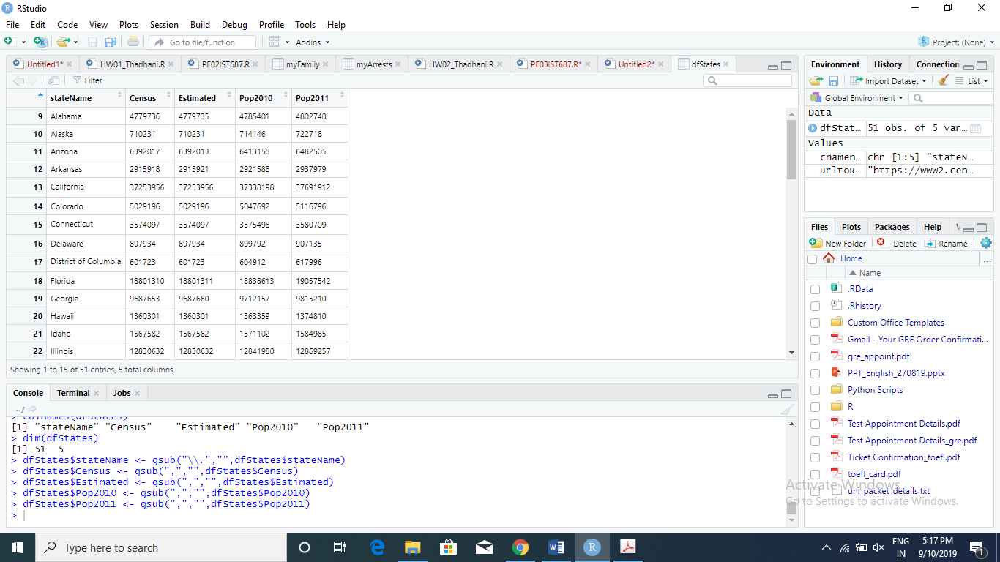 RStudio
File Edit Code View Plots Session Build Debug Profile Tools Help
Go to file/function Addins Project: (None)
Untitled1* HW01_Thadhani.R PE02IST687.R myFamily myArrests HW02_Thadhani.R PE03IST687.R* Untitled2* dfStates
Filter
stateName Census Estimated Pop2010 Pop2011
9 Alabama 4779736 4779735 4785401 4802740
10 Alaska 710231 710231 714146 722718
11 Arizona 6392017 6392013 6413158 6482505
12 Arkansas 2915918 2915921 2921588 2937979
13 California 37253956 37253956 37338198 37691912
14 Colorado 5029196 5029196 5047692 5116796
15 Connecticut 3574097 3574097 3575498 3580709
16 Delaware 897934 897934 899792 907135
17 District of Columbia 601723 601723 604912 617996
18 Florida 18801310 18801311 18838613 19057542
19 Georgia 9687653 9687660 9712157 9815210
20 Hawaii 1360301 1360301 1363359 1374810
21 Idaho 1567582 1567582 1571102 1584985
22 Illinois 12830632 12830632 12841980 12869257
Showing 1 to 15 of 51 entries, 5 total columns
Console Terminal Jobs
~/
> colnames(dfStates)
[1] "stateName" "Census" "Estimated" "Pop2010" "Pop2011"
> dim(dfStates)
[1] 51 5
> dfStates$stateName <- gsub("\\.","",dfStates$stateName)
> dfStates$Census <- gsub(",","",dfStates$Census)
> dfStates$Estimated <- gsub(",","",dfStates$Estimated)
> dfStates$Pop2010 <- gsub(",","",dfStates$Pop2010)
> dfStates$Pop2011 <- gsub(",","",dfStates$Pop2011)
>
Environment History Connection
Import Dataset List
Global Environment
Data
dfStat… 51 obs. of 5 var…
Values
cnamen… chr [1:5] "stateN…
urltoR… "https://www2.cen…
Files Plots Packages Help
New Folder Delete Rename
Home ...
Name
.RData
.Rhistory
Custom Office Templates
Gmail - Your GRE Order Confirmati...
gre_appoint.pdf
PPT_English_270819.pptx
Python Scripts
R
Test Appointment Details.pdf
Test Appointment Details_gre.pdf
Ticket Confirmation_toefl.pdf
toefl_card.pdf
uni_packet_details.txt
Activate Windows
Go to Settings to activate Windows.
Type here to search
ENG
IN
5:17 PM
9/10/2019
1